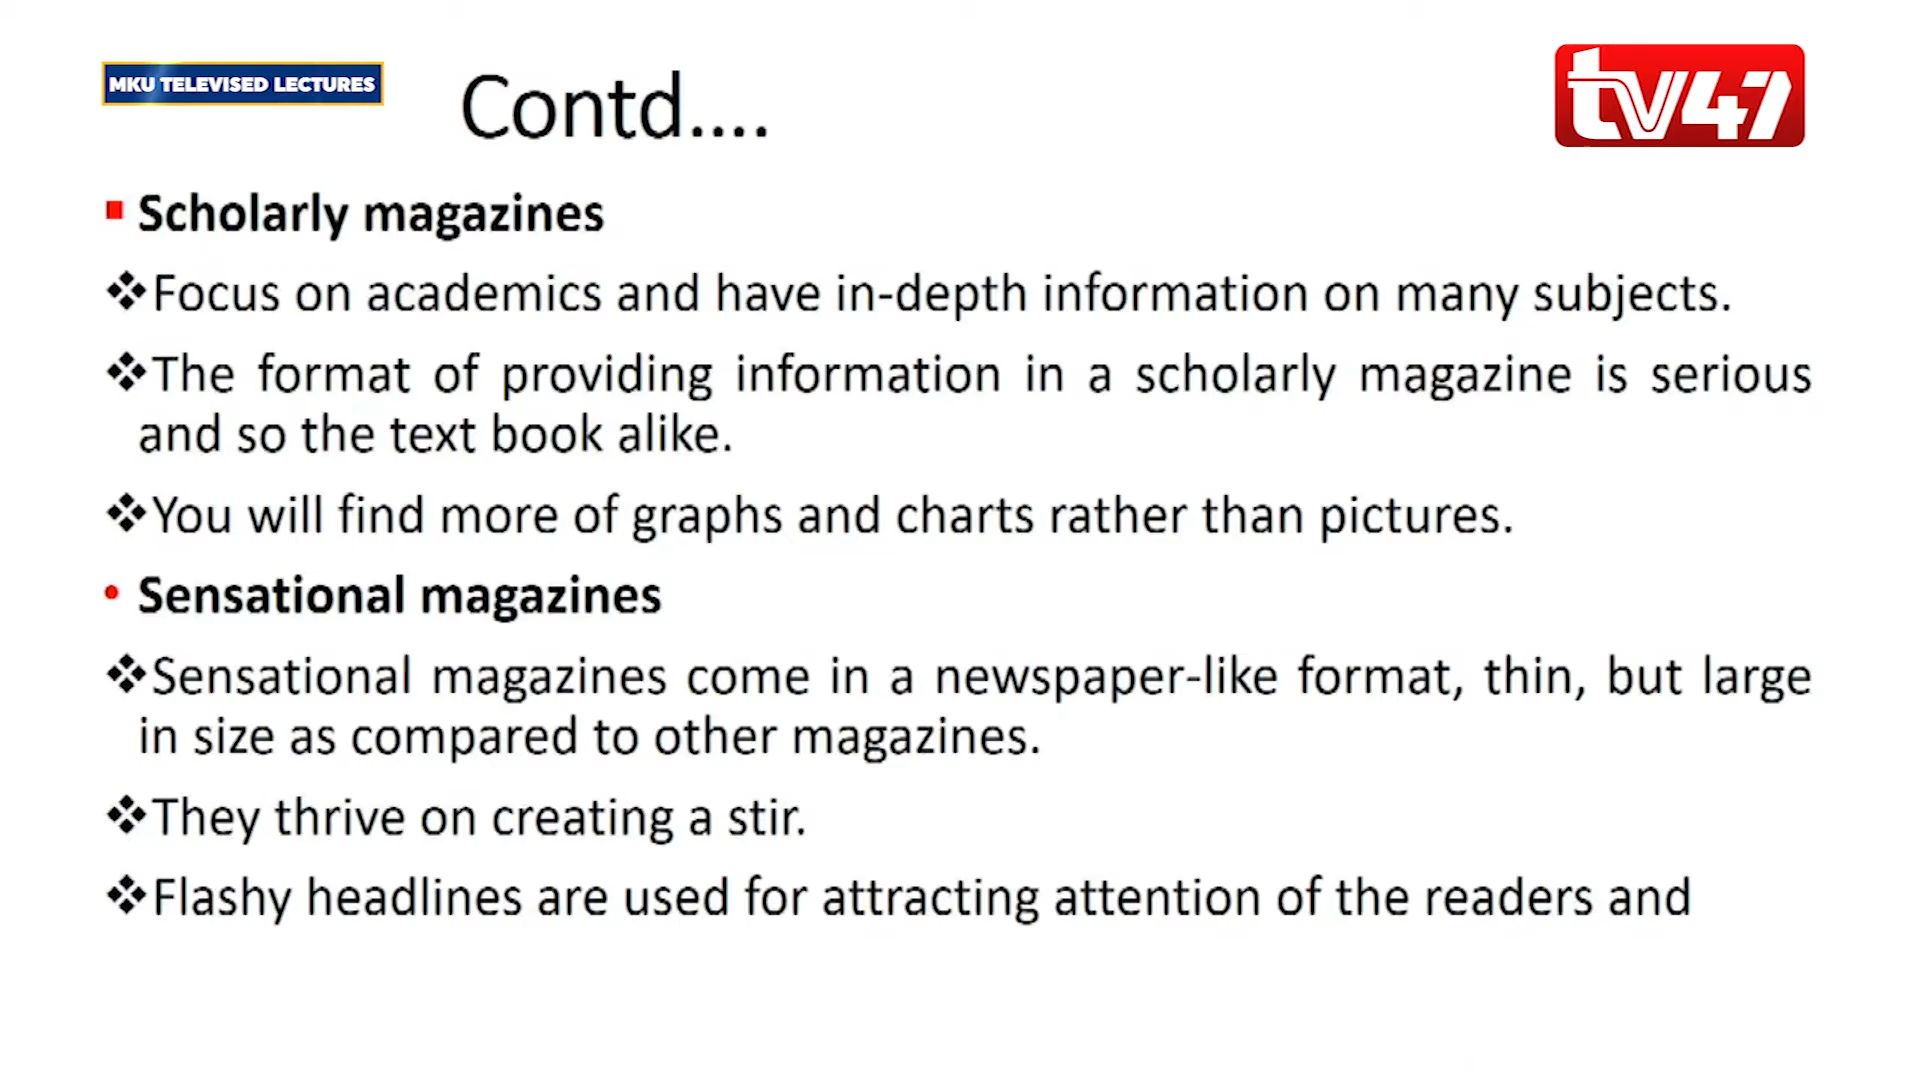 MKU TELEVISED LECTURES
Contd....
tv47
Scholarly magazines
Focus on academics and have in-depth information on many subjects.
The format of providing information in a scholarly magazine is serious
and so the text book alike.
You will find more of graphs and charts rather than pictures.
Sensational magazines
Sensational magazines come in a newspaper-like format, thin, but large
in size as compared to other magazines.
They thrive on creating a stir.
Flashy headlines are used for attracting attention of the readers and